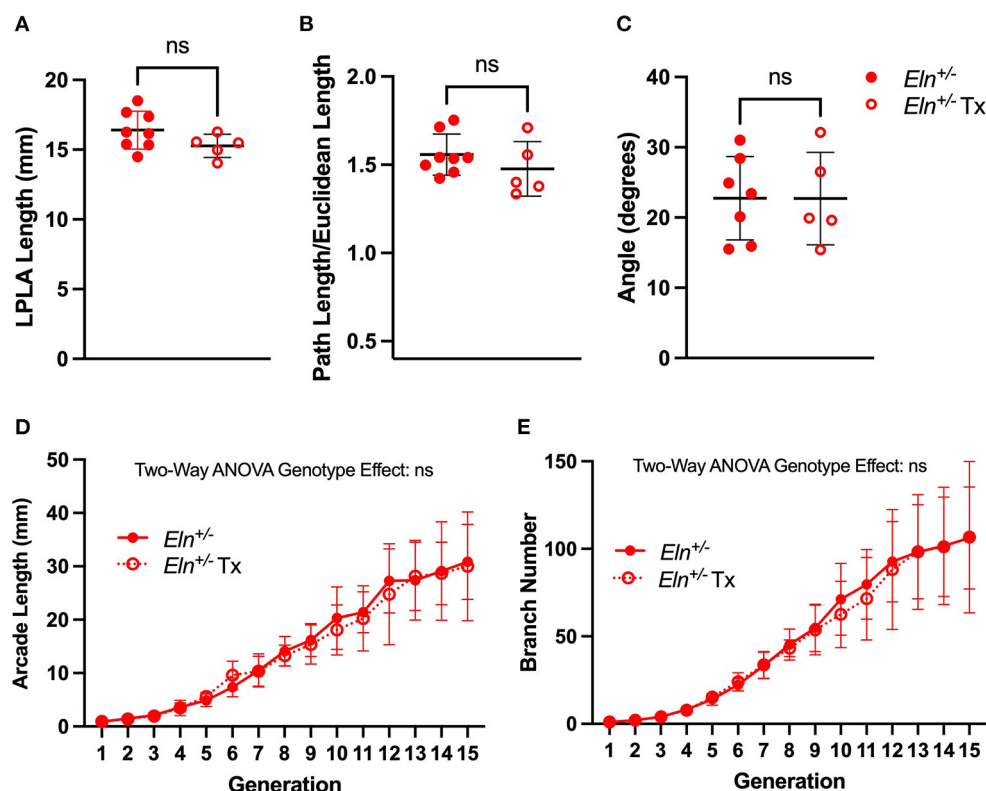 A
ns
LPLA Length (mm)
20
15
10
5
0
B
ns
Path Length/Euclidean Length
2.0
1.5
1.0
0.5
C
ns
Angle (degrees)
40
30
20
10
0
Eln+/-
Eln+/- Tx
D
Two-Way ANOVA Genotype Effect: ns
Eln+/-
Eln+/- Tx
Arcade Length (mm)
50
40
30
20
10
0
1 2 3 4 5 6 7 8 9 10 11 12 13 14 15
Generation
E
Two-Way ANOVA Genotype Effect: ns
Eln+/-
Eln+/- Tx
Branch Number
150
100
50
0
1 2 3 4 5 6 7 8 9 10 11 12 13 14 15
Generation